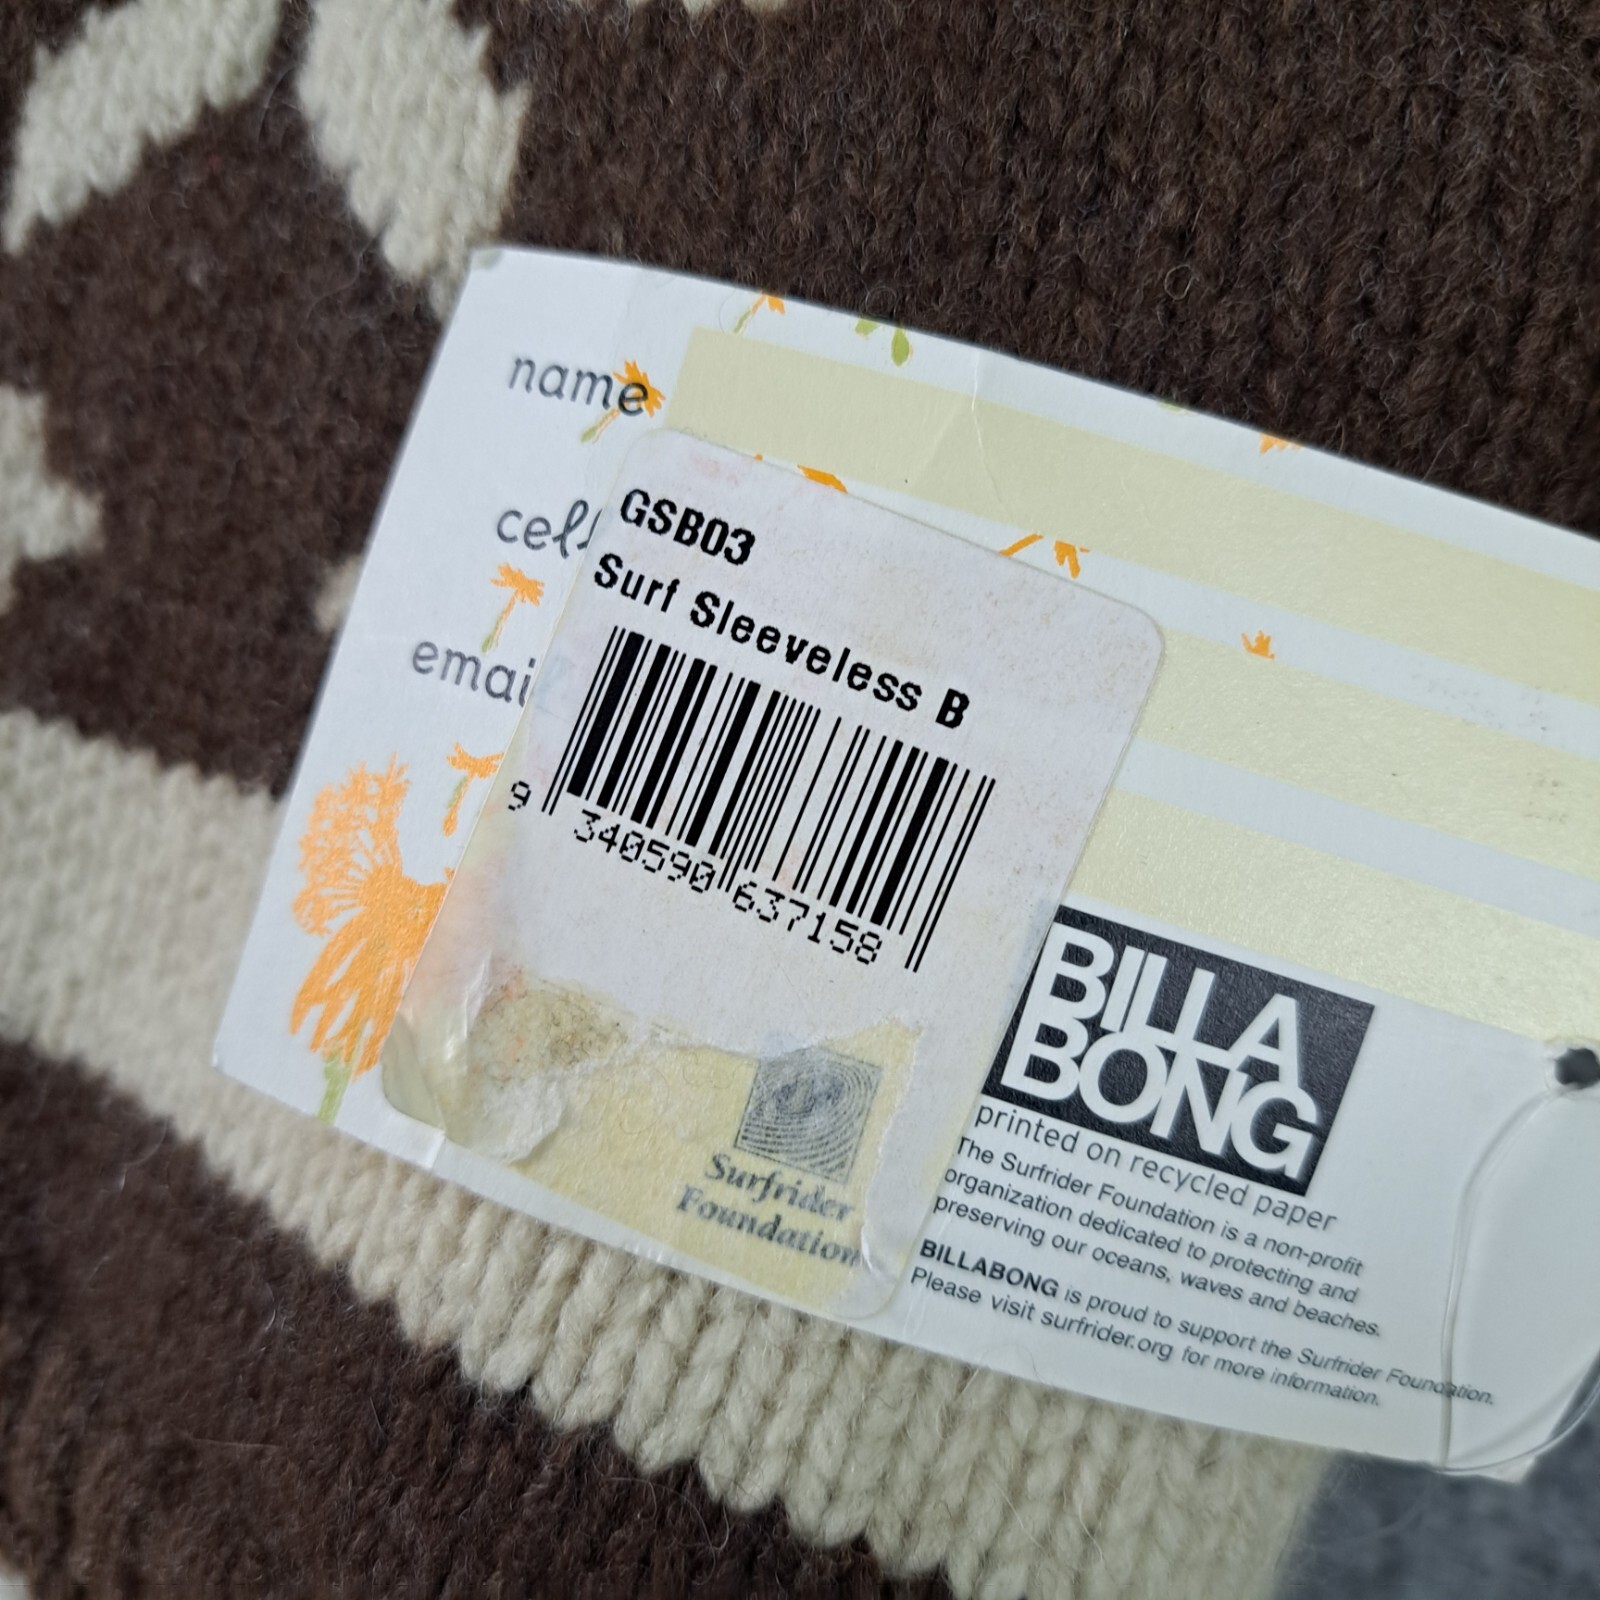 name
cell
email
GSB03
Surf Sleeveless B
9 340590 637158
Surfrider
Foundation
BILLA
BONG
printed on recycled paper
The Surfrider Foundation is a non-profit
organization dedicated to protecting and
preserving our oceans, waves and beaches.
BILLABONG is proud to support the Surfrider Foundation.
Please visit surfrider.org for more information.